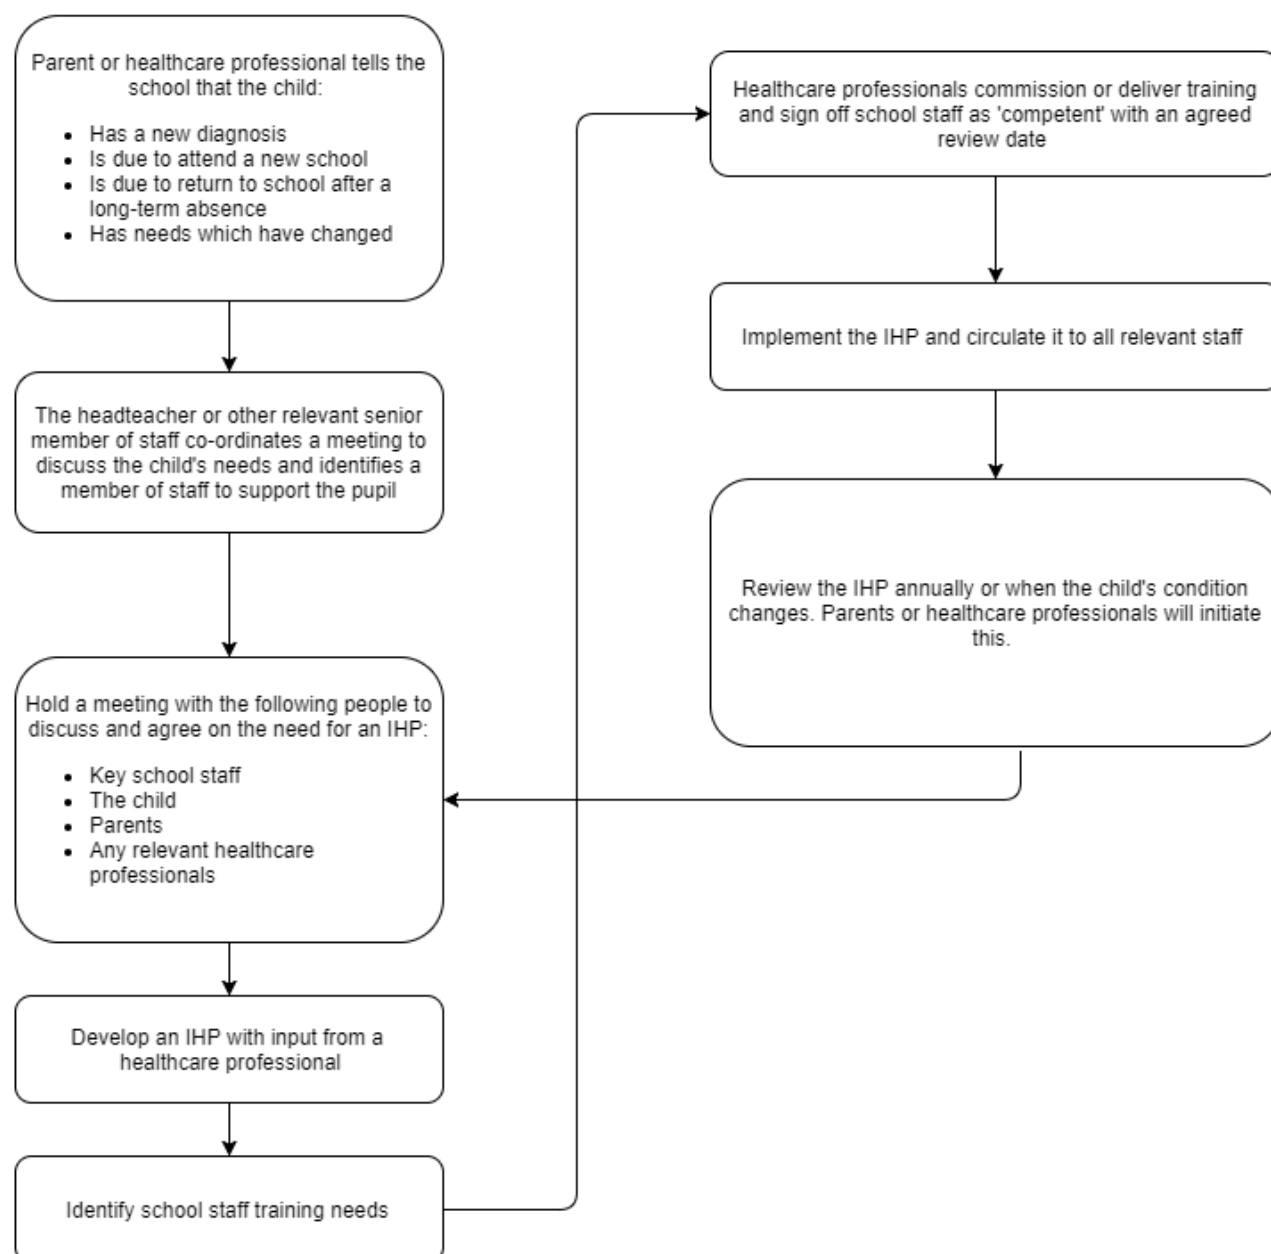 Parent or healthcare professional tells the
school that the child:
• Has a new diagnosis
• Is due to attend a new school
• Is due to return to school after a
long-term absence
• Has needs which have changed
The headteacher or other relevant senior
member of staff co-ordinates a meeting to
discuss the child's needs and identifies a
member of staff to support the pupil
Hold a meeting with the following people to
discuss and agree on the need for an IHP:
• Key school staff
• The child
• Parents
• Any relevant healthcare
professionals
Develop an IHP with input from a
healthcare professional
Identify school staff training needs
Healthcare professionals commission or deliver training
and sign off school staff as 'competent' with an agreed
review date
Implement the IHP and circulate it to all relevant staff
Review the IHP annually or when the child's condition
changes. Parents or healthcare professionals will initiate
this.